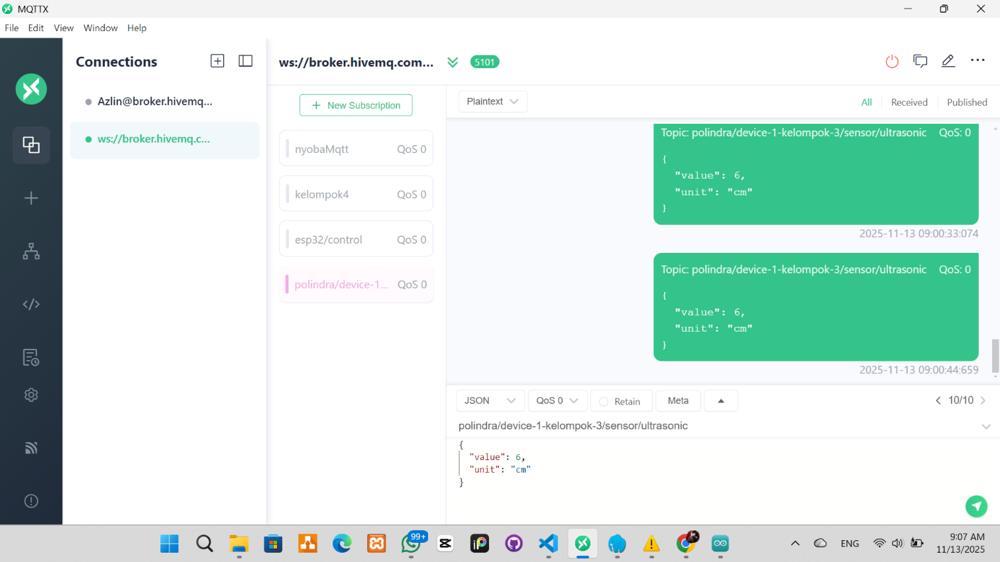 MQTTX
File Edit View Window Help
Connections
Azlin@broker.hivemq...
ws://broker.hivemq.c...
ws://broker.hivemq.com... 5101
New Subscription
nyobaMqtt QoS 0
kelompok4 QoS 0
esp32/control QoS 0
polindra/device-1... QoS 0
Plaintext
All Received Published
Topic: polindra/device-1-kelompok-3/sensor/ultrasonic QoS: 0
{
"value": 6,
"unit": "cm"
}
2025-11-13 09:00:33:074
Topic: polindra/device-1-kelompok-3/sensor/ultrasonic QoS: 0
{
"value": 6,
"unit": "cm"
}
2025-11-13 09:00:44:659
JSON QoS 0 Retain Meta 10/10
polindra/device-1-kelompok-3/sensor/ultrasonic
{
"value": 6,
"unit": "cm"
}
99+
iP
ENG
9:07 AM
11/13/2025